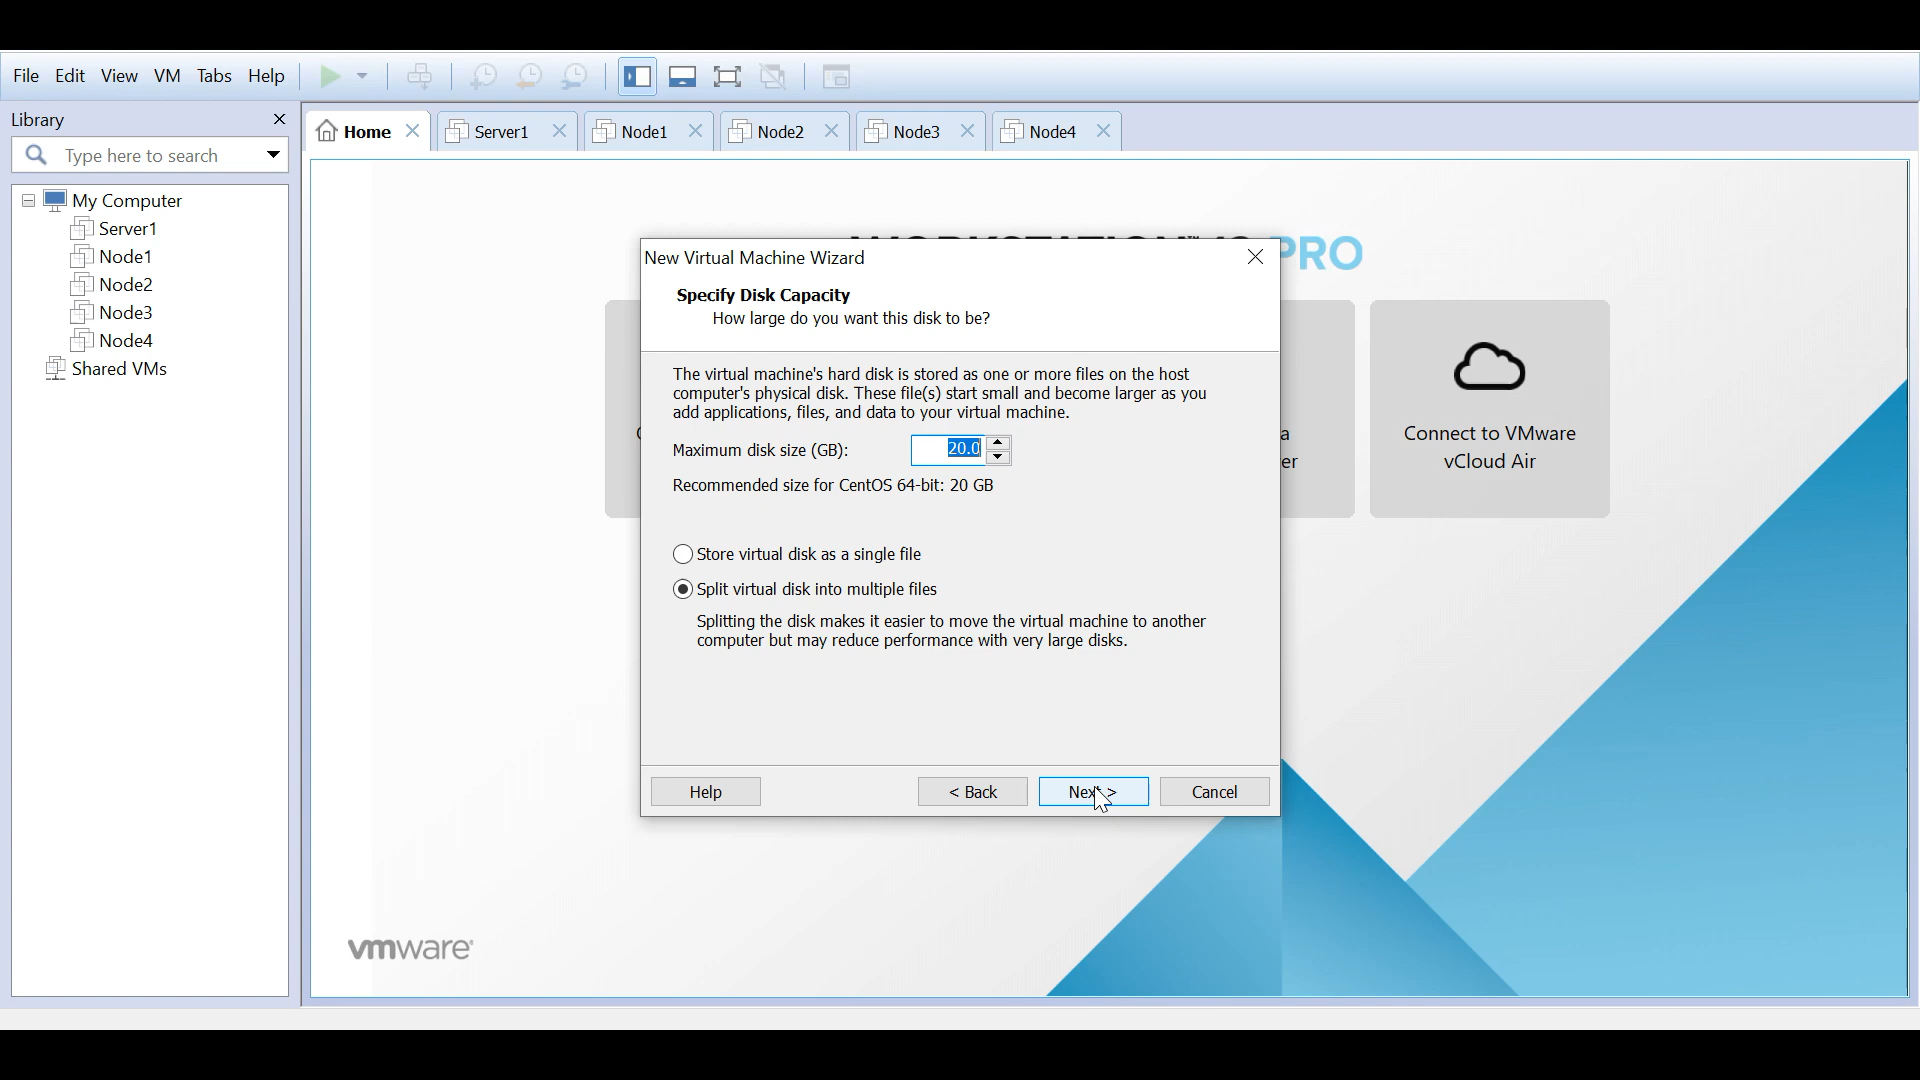 File Edit View VM Tabs Help
Library
Type here to search
Home
Server1
Node1
Node2
Node3
Node4
My Computer
Server1
Node1
Node2
Node3
Node4
Shared VMs
PRO
New Virtual Machine Wizard
Specify Disk Capacity
How large do you want this disk to be?
The virtual machine's hard disk is stored as one or more files on the host
computer's physical disk. These file(s) start small and become larger as you
add applications, files, and data to your virtual machine.
Maximum disk size (GB): 20.0
Recommended size for CentOS 64-bit: 20 GB
Store virtual disk as a single file
Split virtual disk into multiple files
Splitting the disk makes it easier to move the virtual machine to another
computer but may reduce performance with very large disks.
Help
< Back
Next >
Cancel
a
er
Connect to VMware
vCloud Air
vmware